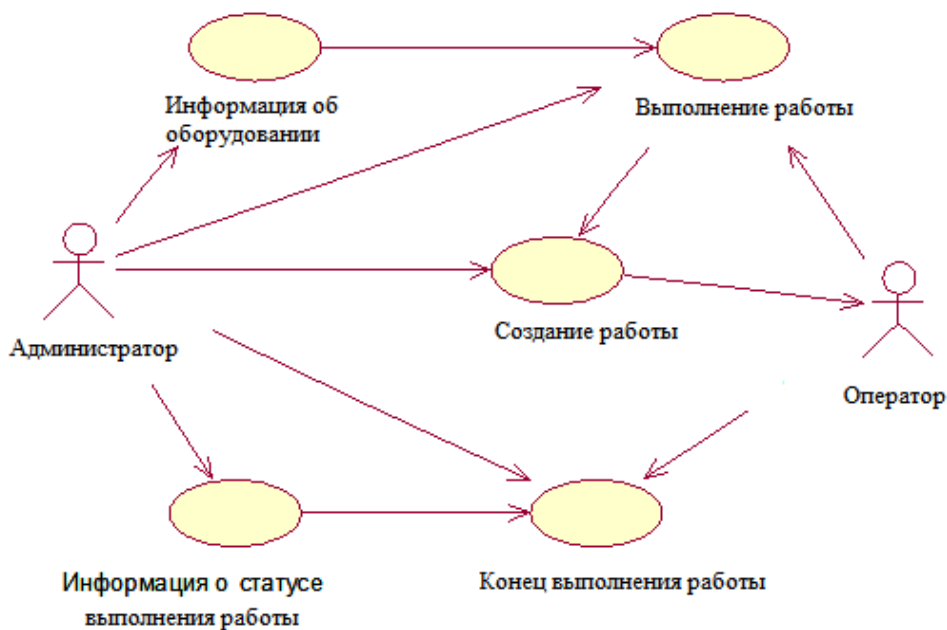 Информация об
оборудовании
Выполнение работы
Создание работы
Администратор
Оператор
Информация о статусе
выполнения работы
Конец выполнения работы